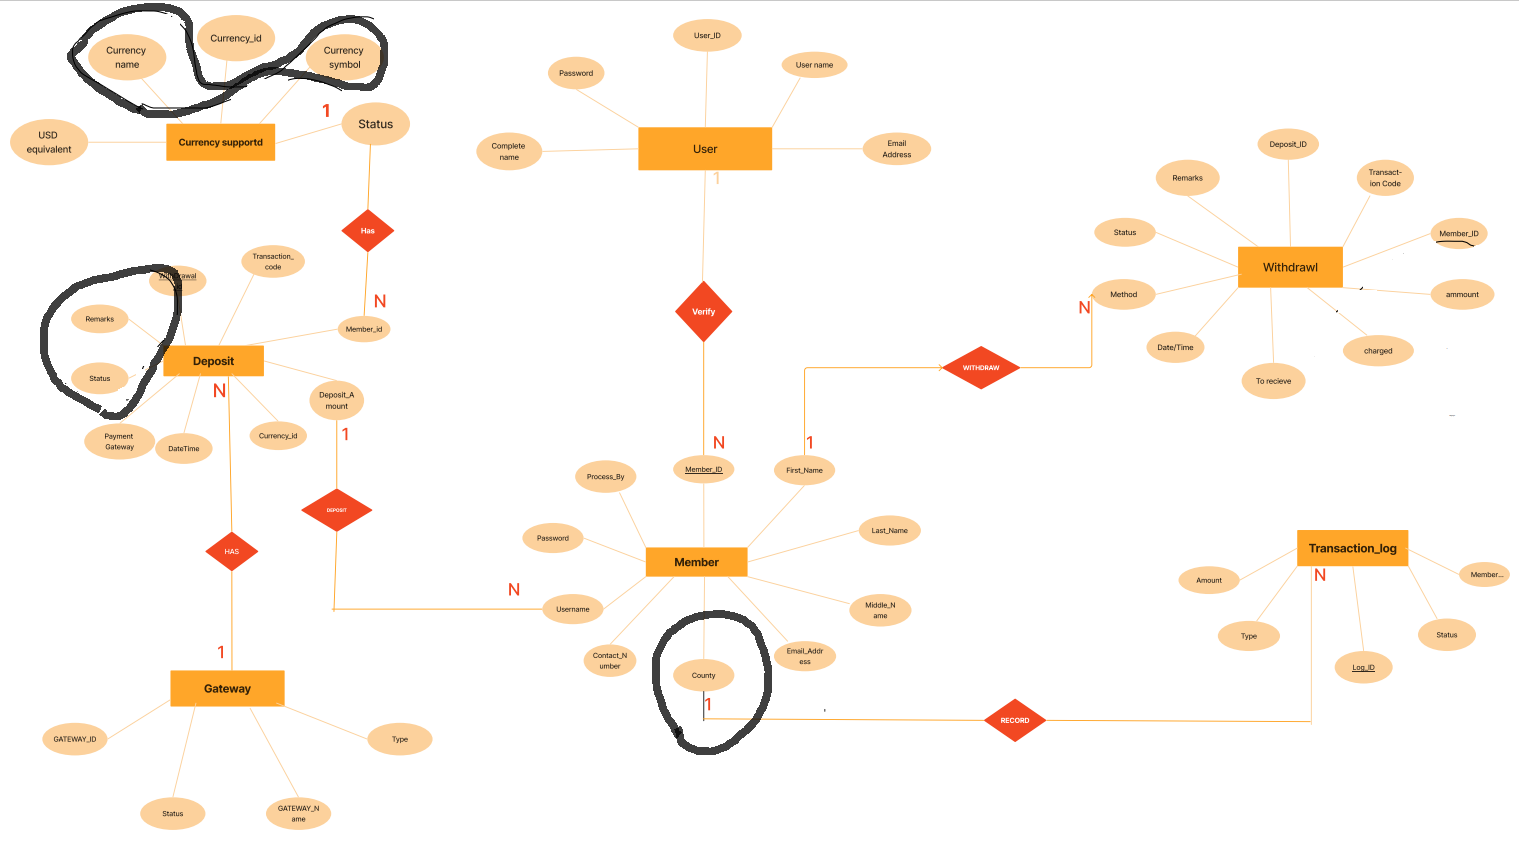 Currency
name
Currency_id
Currency
symbol
USD
equivalent
Currency supportd
1
Status
Has
N
Member_id
Withdrawal
Transaction_
code
Remarks
Status
Deposit
N
Payment
Gateway
DateTime
Currency_id
Deposit_A
mount
1
DEPOSIT
N
HAS
1
Gateway
GATEWAY_ID
Status
GATEWAY_N
ame
Type
User_ID
Password
User name
Complete
name
User
Email
Address
1
Verify
N
Member_ID
Process_By
First_Name
1
Password
Last_Name
Member
Username
Middle_N
ame
Contact_N
umber
Email_Addr
ess
County
1
RECORD
WITHDRAW
N
Deposit_ID
Remarks
Transact-
ion Code
Status
Member_ID
Withdrawl
Method
ammount
Date/Time
charged
To recieve
Transaction_log
N
Amount
Member...
Type
Status
Log_ID